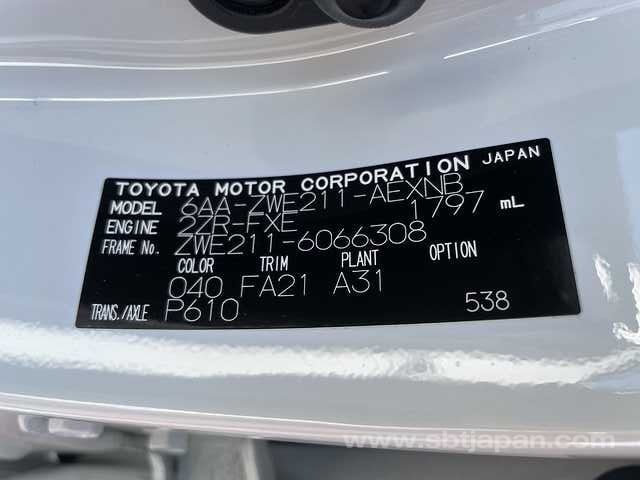 TOYOTA MOTOR CORPORATION JAPAN
MODEL 6AA-ZWE211-AEXNB
ENGINE 2ZR-FXE 1797 mL
FRAME No. ZWE211-6066308
COLOR TRIM PLANT OPTION
040 FA21 A31
TRANS./AXLE P610 538
www.sbtjapan.com